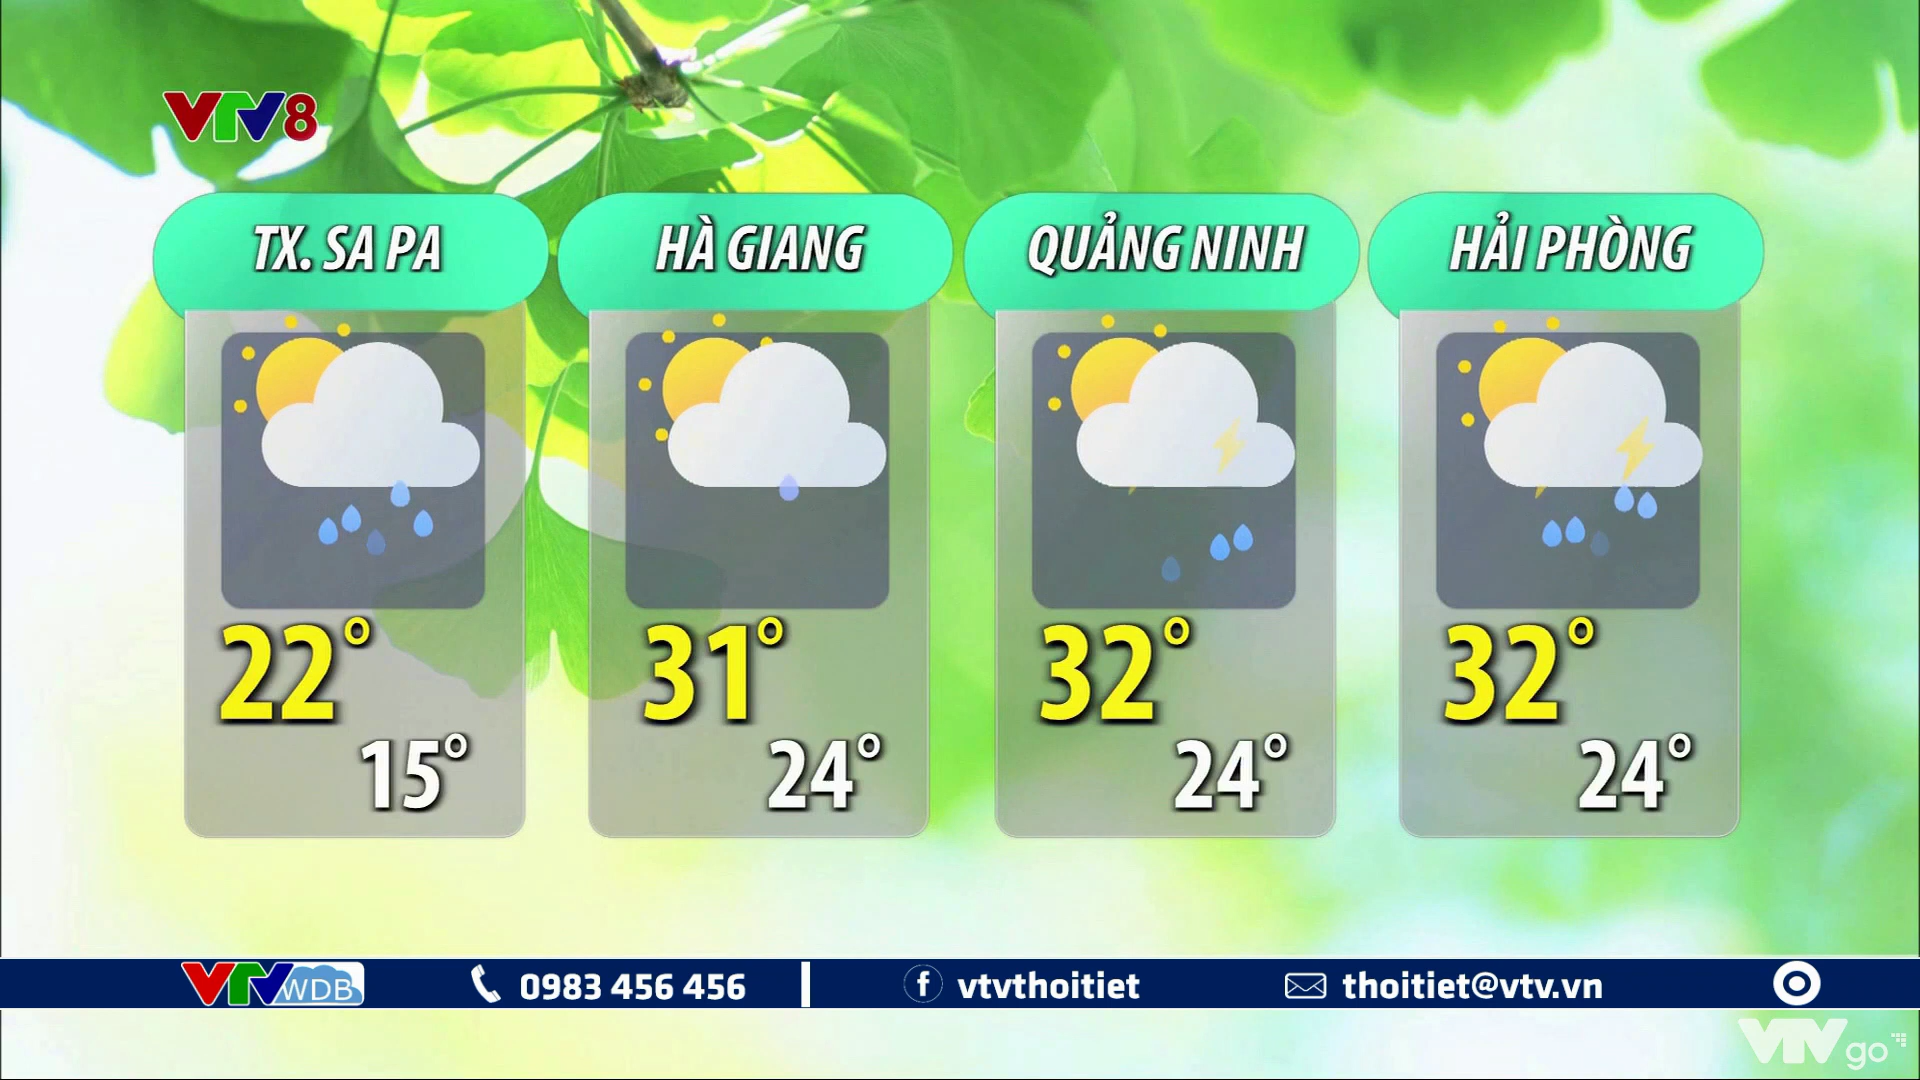 VTV8
TX. SA PA
HÀ GIANG
QUẢNG NINH
HẢI PHÒNG
22°
31°
32°
32°
15°
24°
24°
24°
VTV WDB
0983 456 456
vtvthoitiet
thoitiet@vtv.vn
VTV go